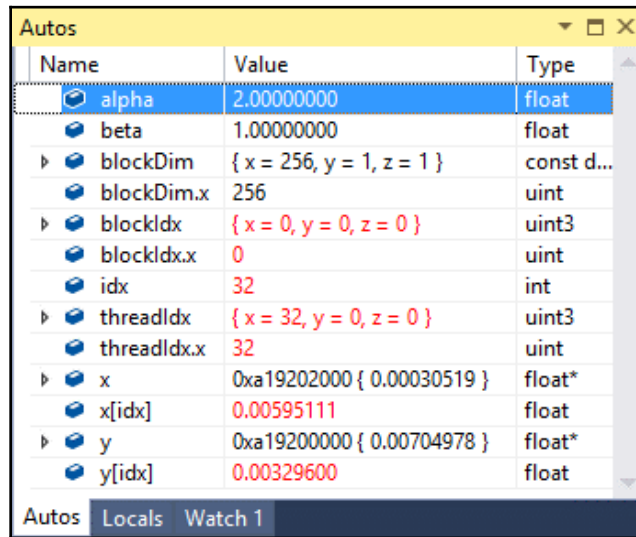 Autos
Name Value Type
alpha 2.00000000 float
beta 1.00000000 float
blockDim { x = 256, y = 1, z = 1 } const d...
blockDim.x 256 uint
blockIdx { x = 0, y = 0, z = 0 } uint3
blockIdx.x 0 uint
idx 32 int
threadIdx { x = 32, y = 0, z = 0 } uint3
threadIdx.x 32 uint
x 0xa19202000 { 0.00030519 } float*
x[idx] 0.00595111 float
y 0xa19200000 { 0.00704978 } float*
y[idx] 0.00329600 float
Autos Locals Watch 1